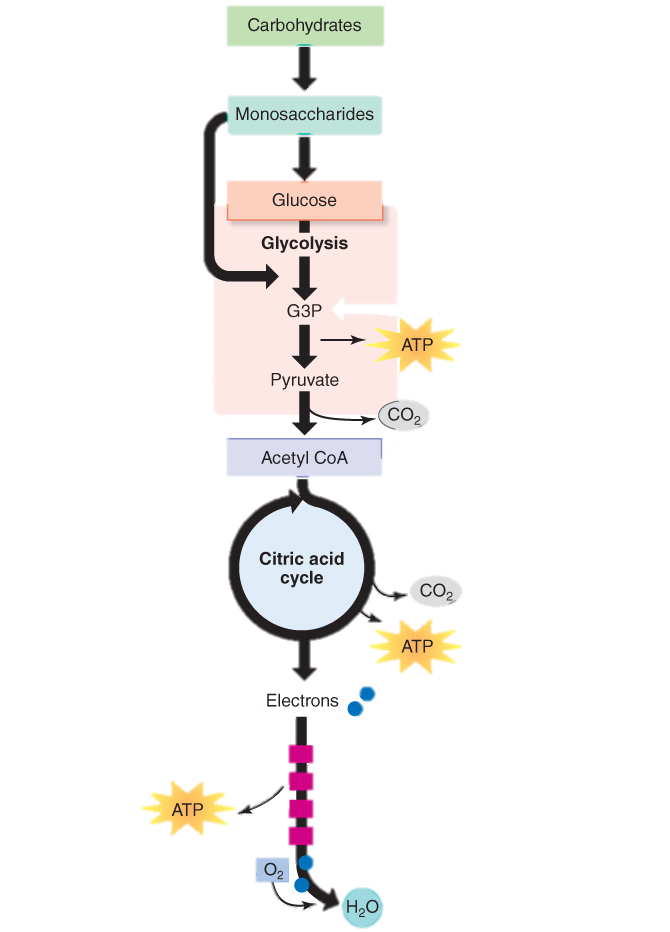 Carbohydrates
Monosaccharides
Glucose
Glycolysis
G3P
ATP
Pyruvate
CO₂
Acetyl CoA
Citric acid
cycle
CO₂
ATP
Electrons
ATP
O₂
H₂O